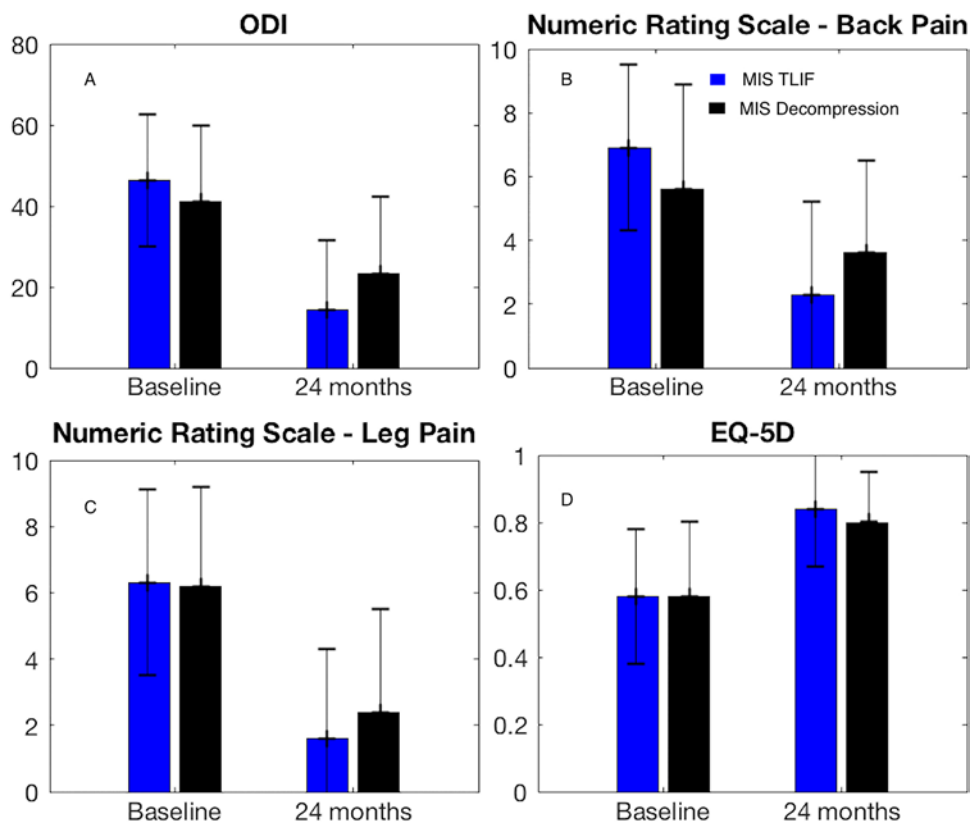 ODI
80
60
40
20
0
A
Baseline 24 months
Numeric Rating Scale - Back Pain
10
8
6
4
2
0
B
MIS TLIF
MIS Decompression
Baseline 24 months
Numeric Rating Scale - Leg Pain
10
8
6
4
2
0
C
Baseline 24 months
EQ-5D
1
0.8
0.6
0.4
0.2
0
D
Baseline 24 months